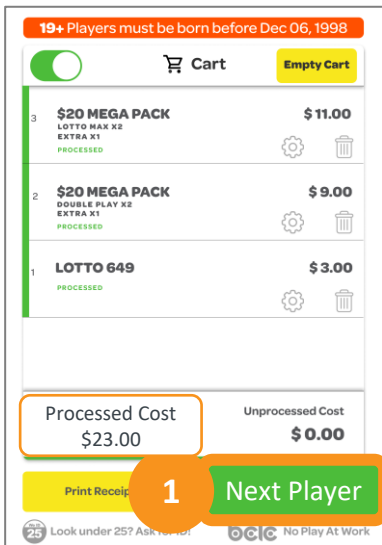 19+ Players must be born before Dec 06, 1998
Cart
Empty Cart
3 $20 MEGA PACK $11.00
LOTTO MAX X2
EXTRA X1
PROCESSED
2 $20 MEGA PACK $9.00
DOUBLE PLAY X2
EXTRA X1
PROCESSED
1 LOTTO 649 $3.00
PROCESSED
Processed Cost
$23.00
Unprocessed Cost
$0.00
Print Receip
1 Next Player
25 Look under 25? Ask for ID!
bclc No Play At Work